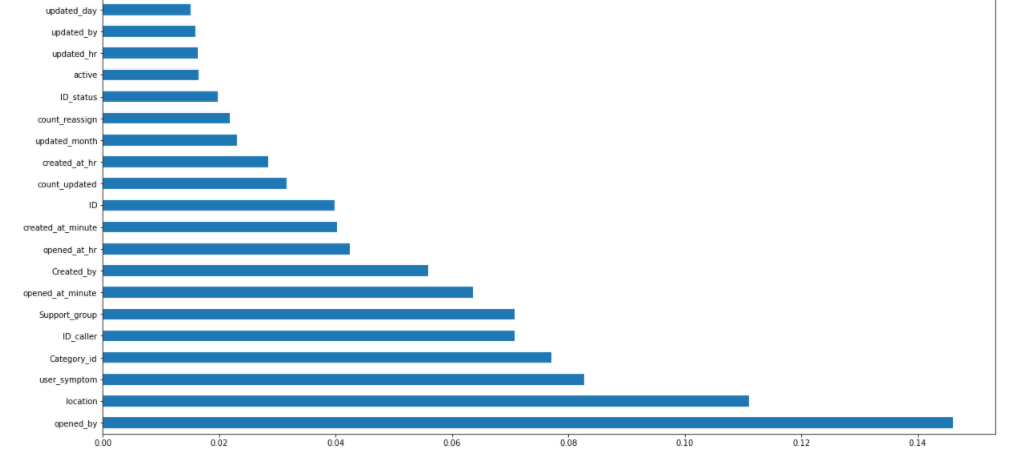 updated_day
updated_by
updated_hr
active
ID_status
count_reassign
updated_month
created_at_hr
count_updated
ID
created_at_minute
opened_at_hr
Created_by
opened_at_minute
Support_group
ID_caller
Category_id
user_symptom
location
opened_by
0.00 0.02 0.04 0.06 0.08 0.10 0.12 0.14